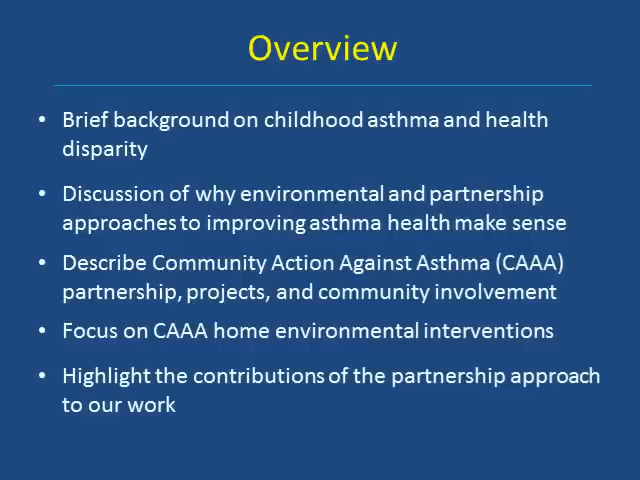 Overview
• Brief background on childhood asthma and health
disparity
• Discussion of why environmental and partnership
approaches to improving asthma health make sense
• Describe Community Action Against Asthma (CAAA)
partnership, projects, and community involvement
• Focus on CAAA home environmental interventions
• Highlight the contributions of the partnership approach
to our work